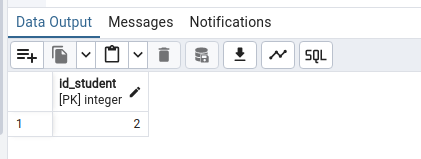 Data Output Messages Notifications
SQL
id_student
[PK] integer
1 2